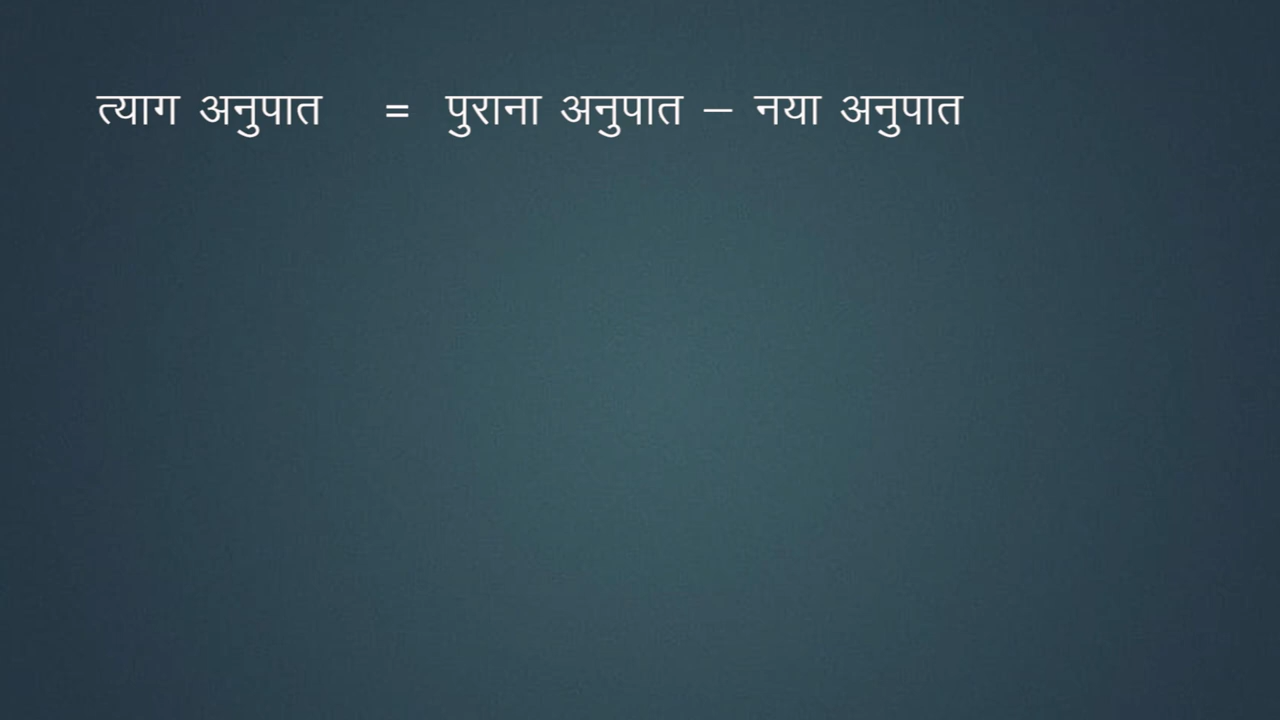 त्याग अनुपात = पुराना अनुपात – नया अनुपात